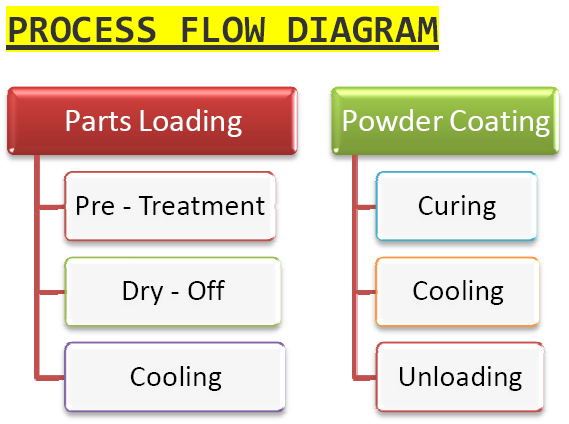 PROCESS FLOW DIAGRAM
Parts Loading
Pre - Treatment
Dry - Off
Cooling
Powder Coating
Curing
Cooling
Unloading